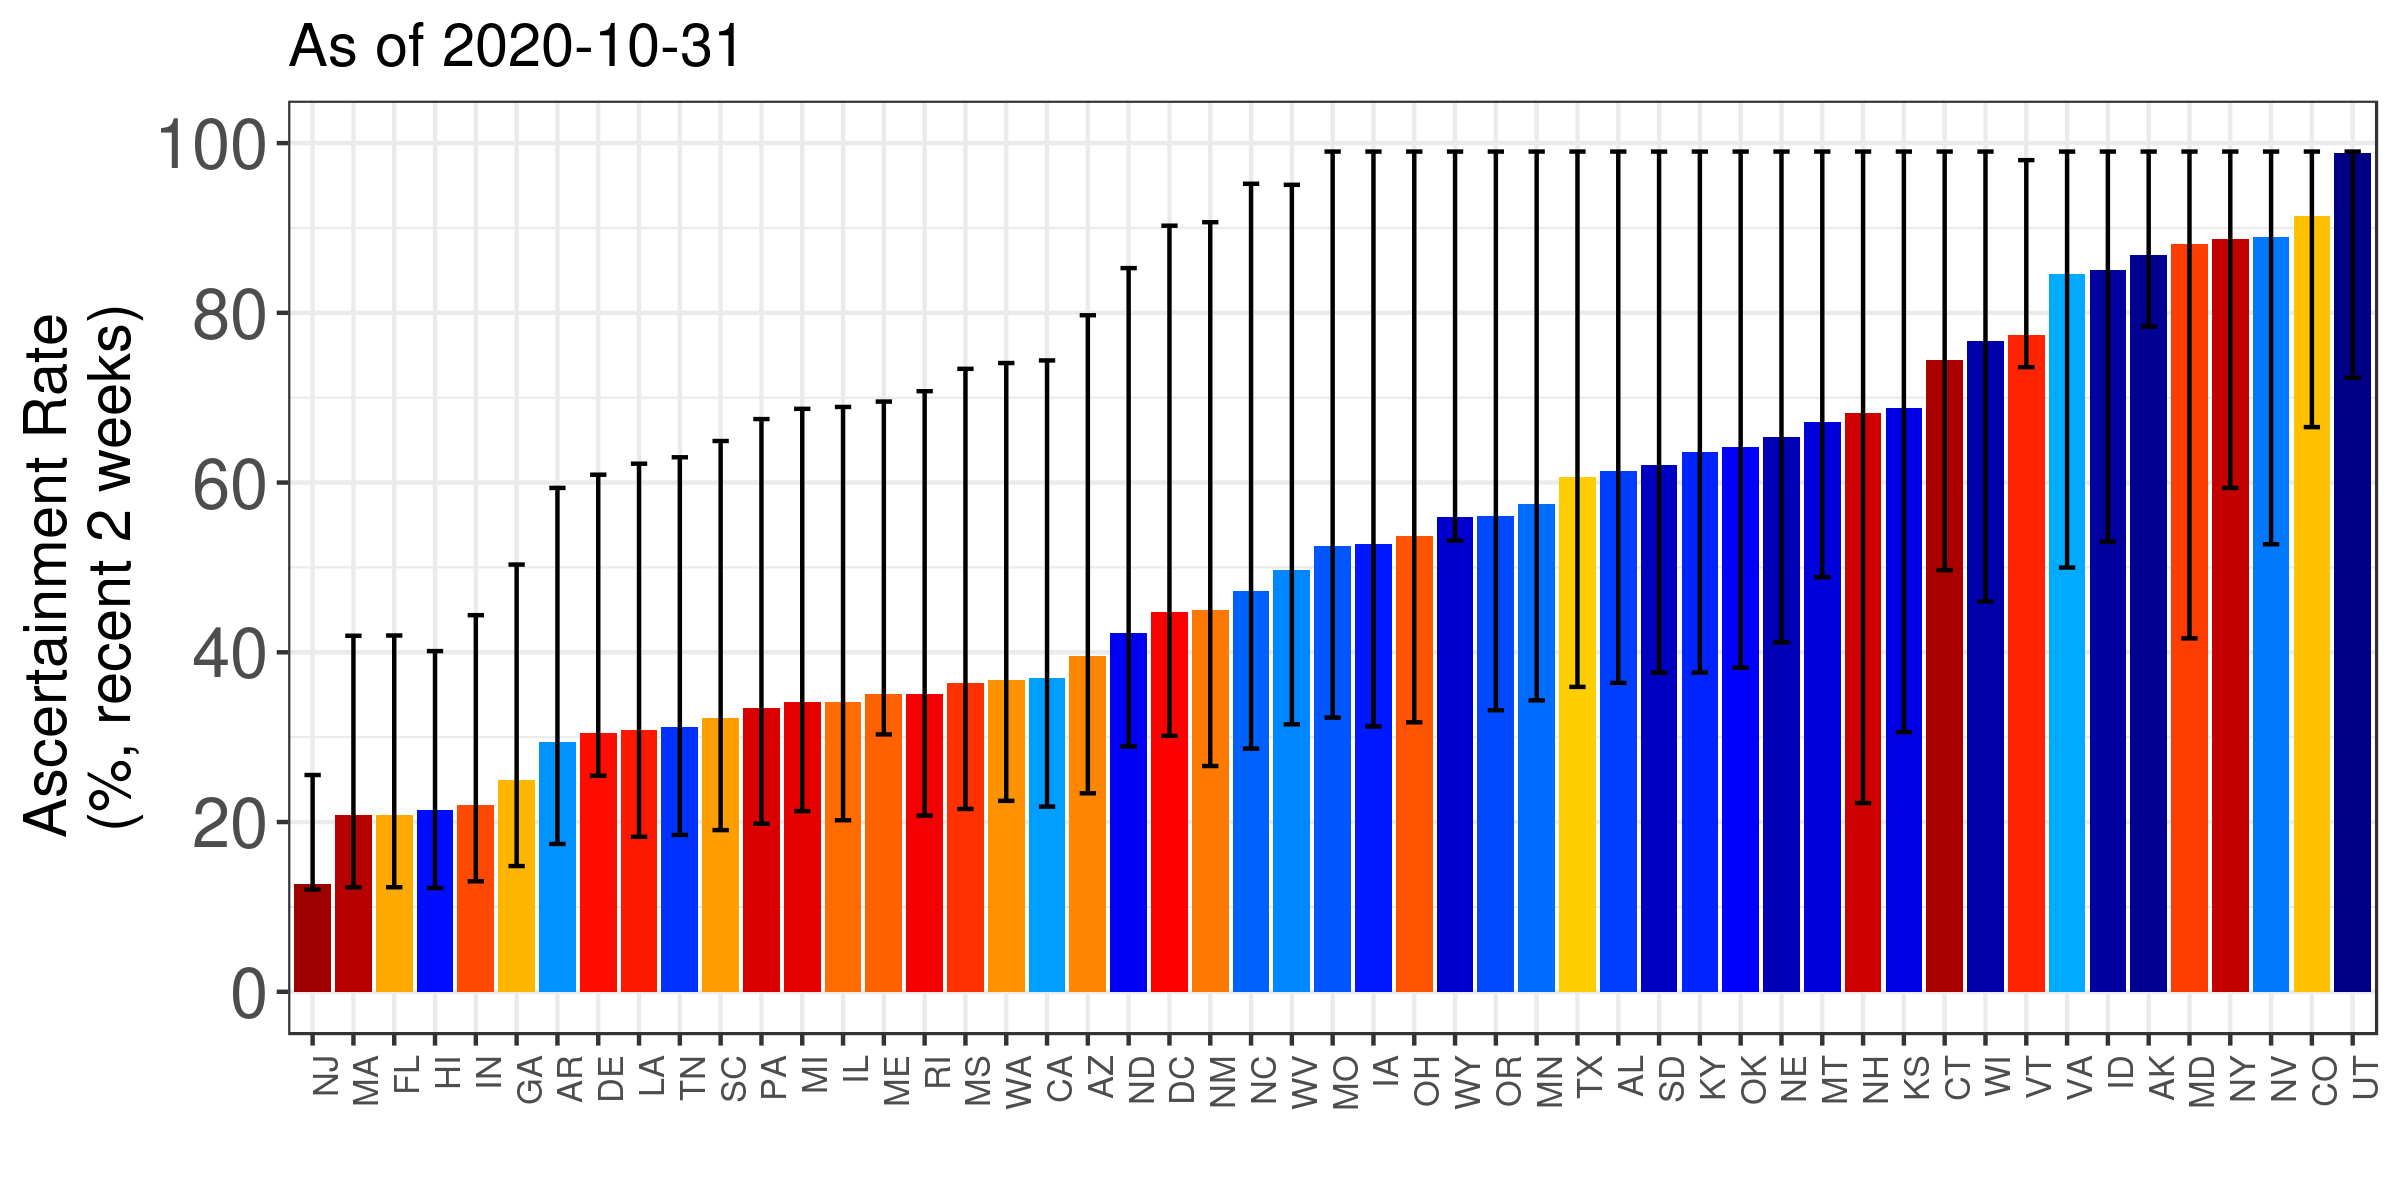 As of 2020-10-31
Ascertainment Rate
(%, recent 2 weeks)
100
80
60
40
20
0
NJ
MA
FL
HI
IN
GA
AR
DE
LA
TN
SC
PA
MI
IL
ME
RI
MS
WA
CA
AZ
ND
DC
NM
NC
WV
MO
IA
OH
WY
OR
MN
TX
AL
SD
KY
OK
NE
MT
NH
KS
CT
WI
VT
VA
ID
AK
MD
NY
NV
CO
UT